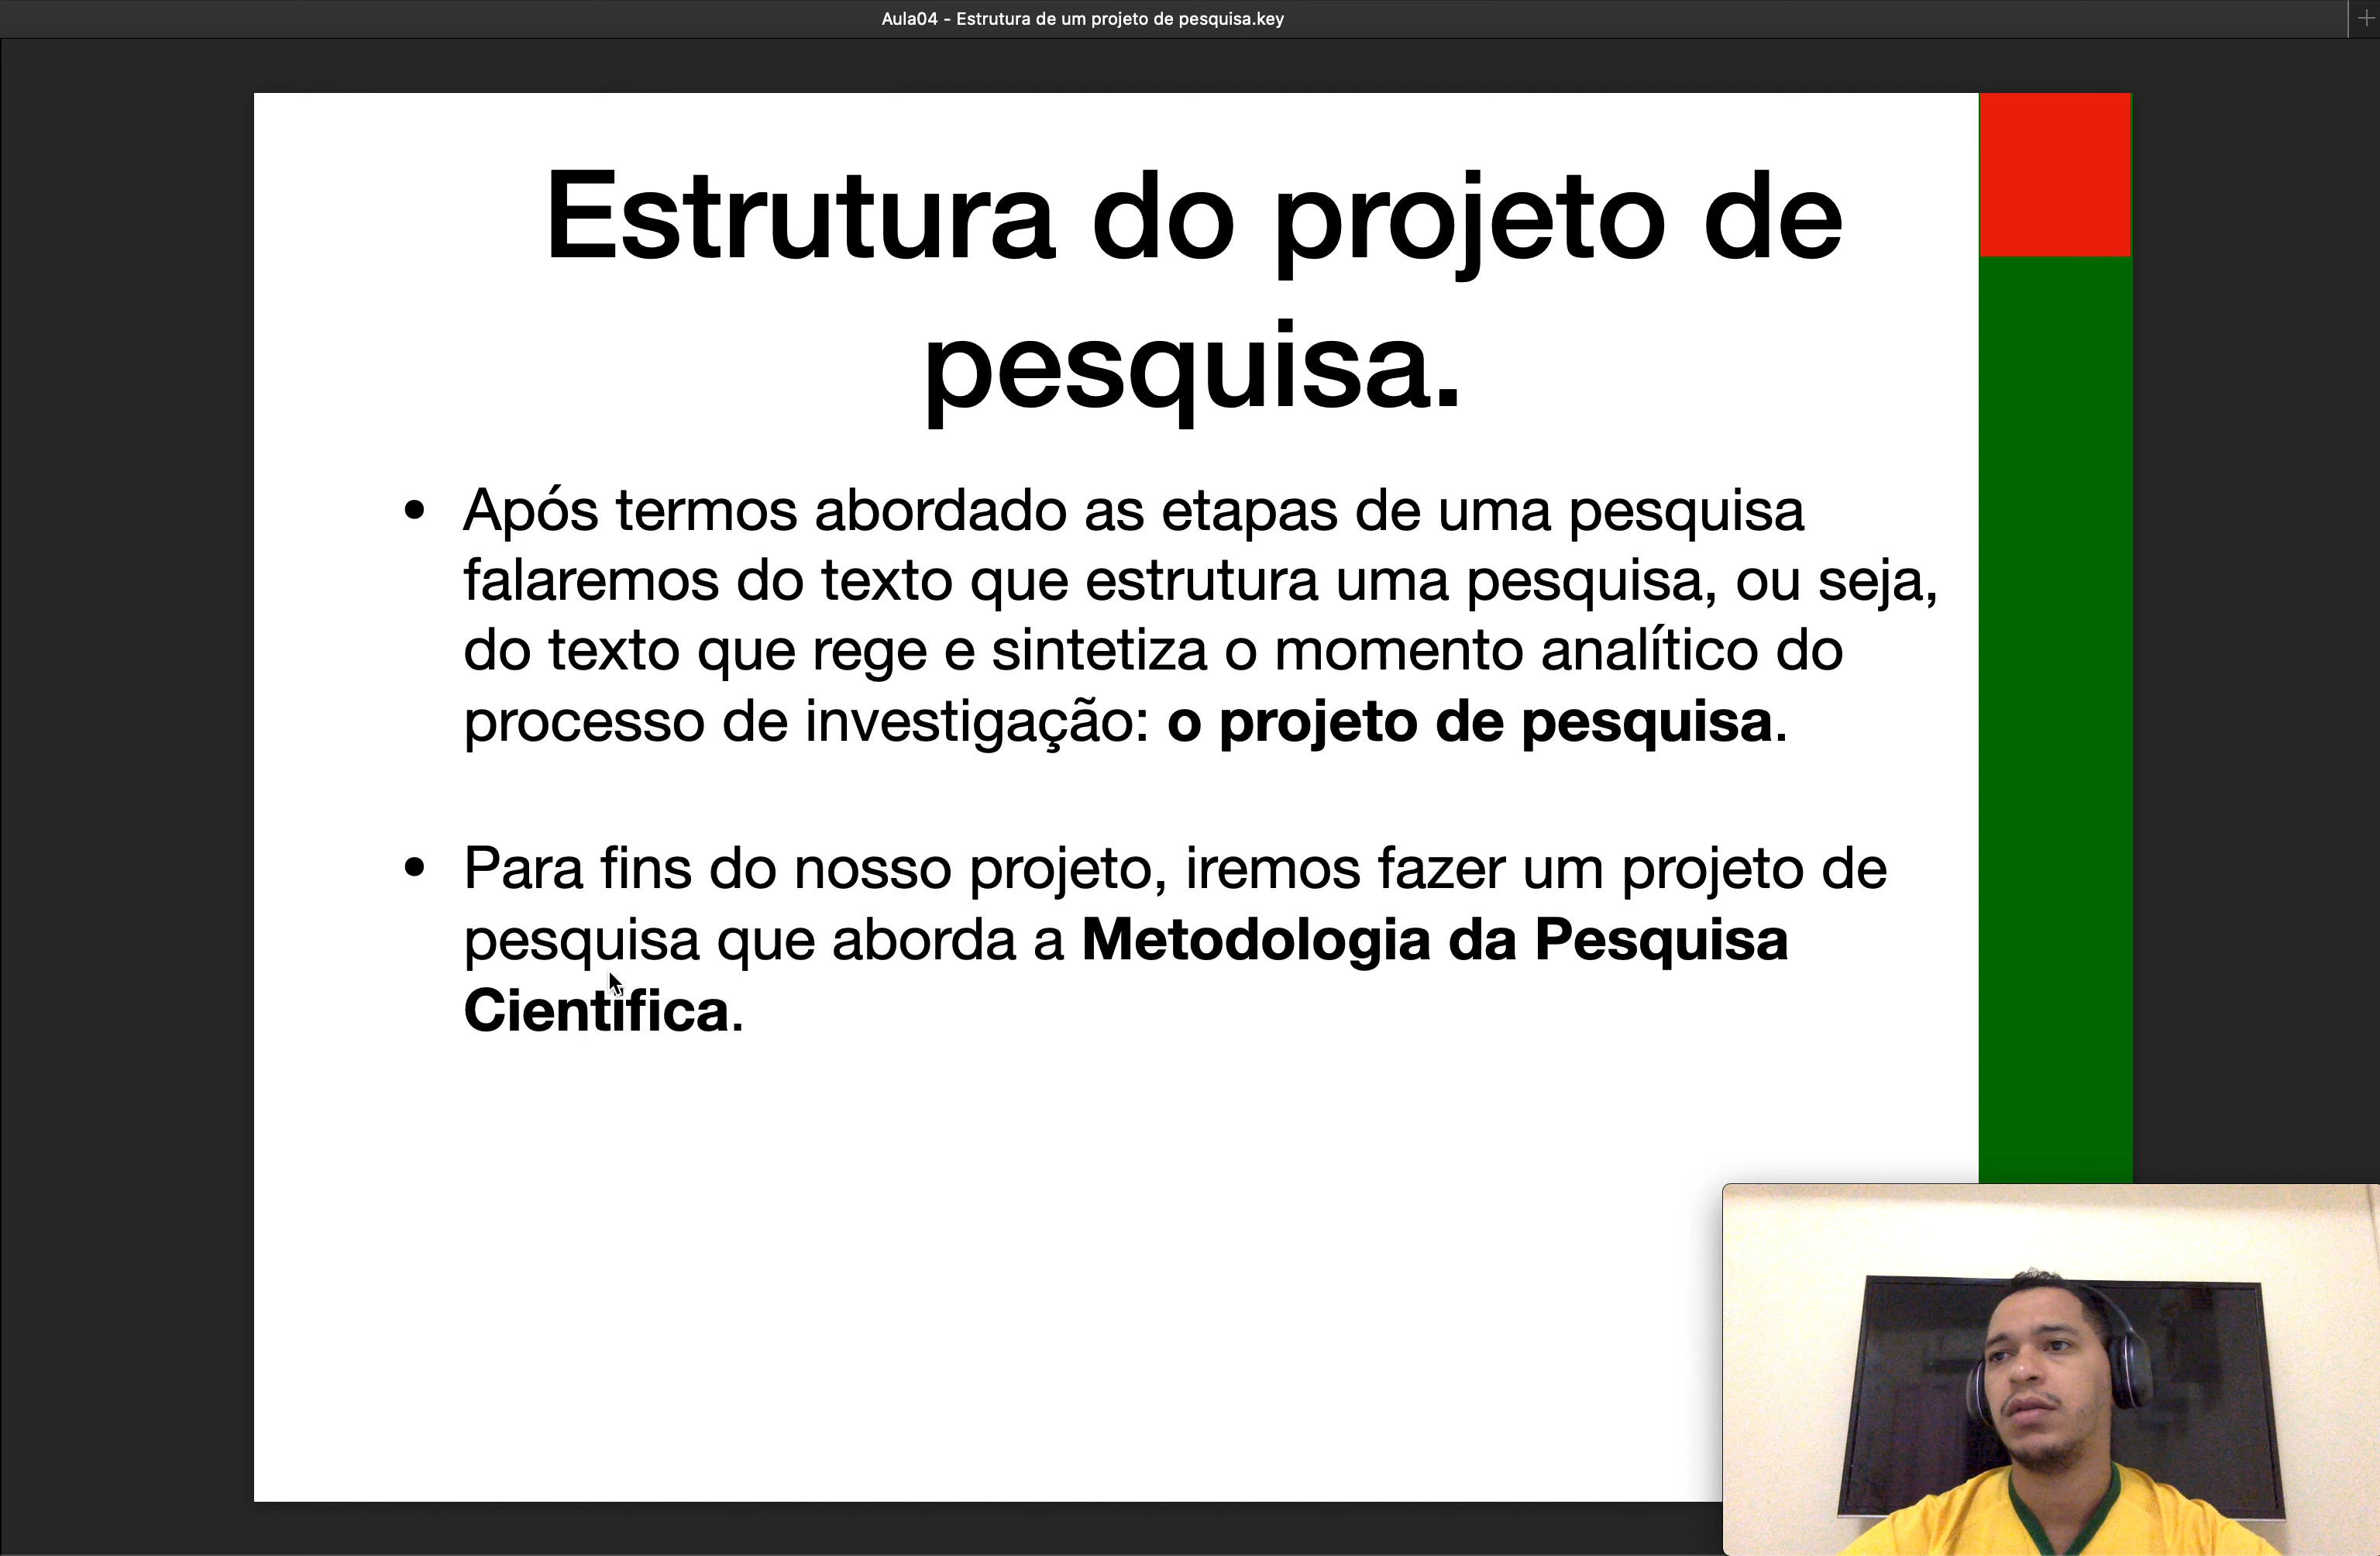 Aula04 - Estrutura de um projeto de pesquisa.key
Estrutura do projeto de
pesquisa.
• Após termos abordado as etapas de uma pesquisa
falaremos do texto que estrutura uma pesquisa, ou seja,
do texto que rege e sintetiza o momento analítico do
processo de investigação: o projeto de pesquisa.
• Para fins do nosso projeto, iremos fazer um projeto de
pesquisa que aborda a Metodologia da Pesquisa
Científica.